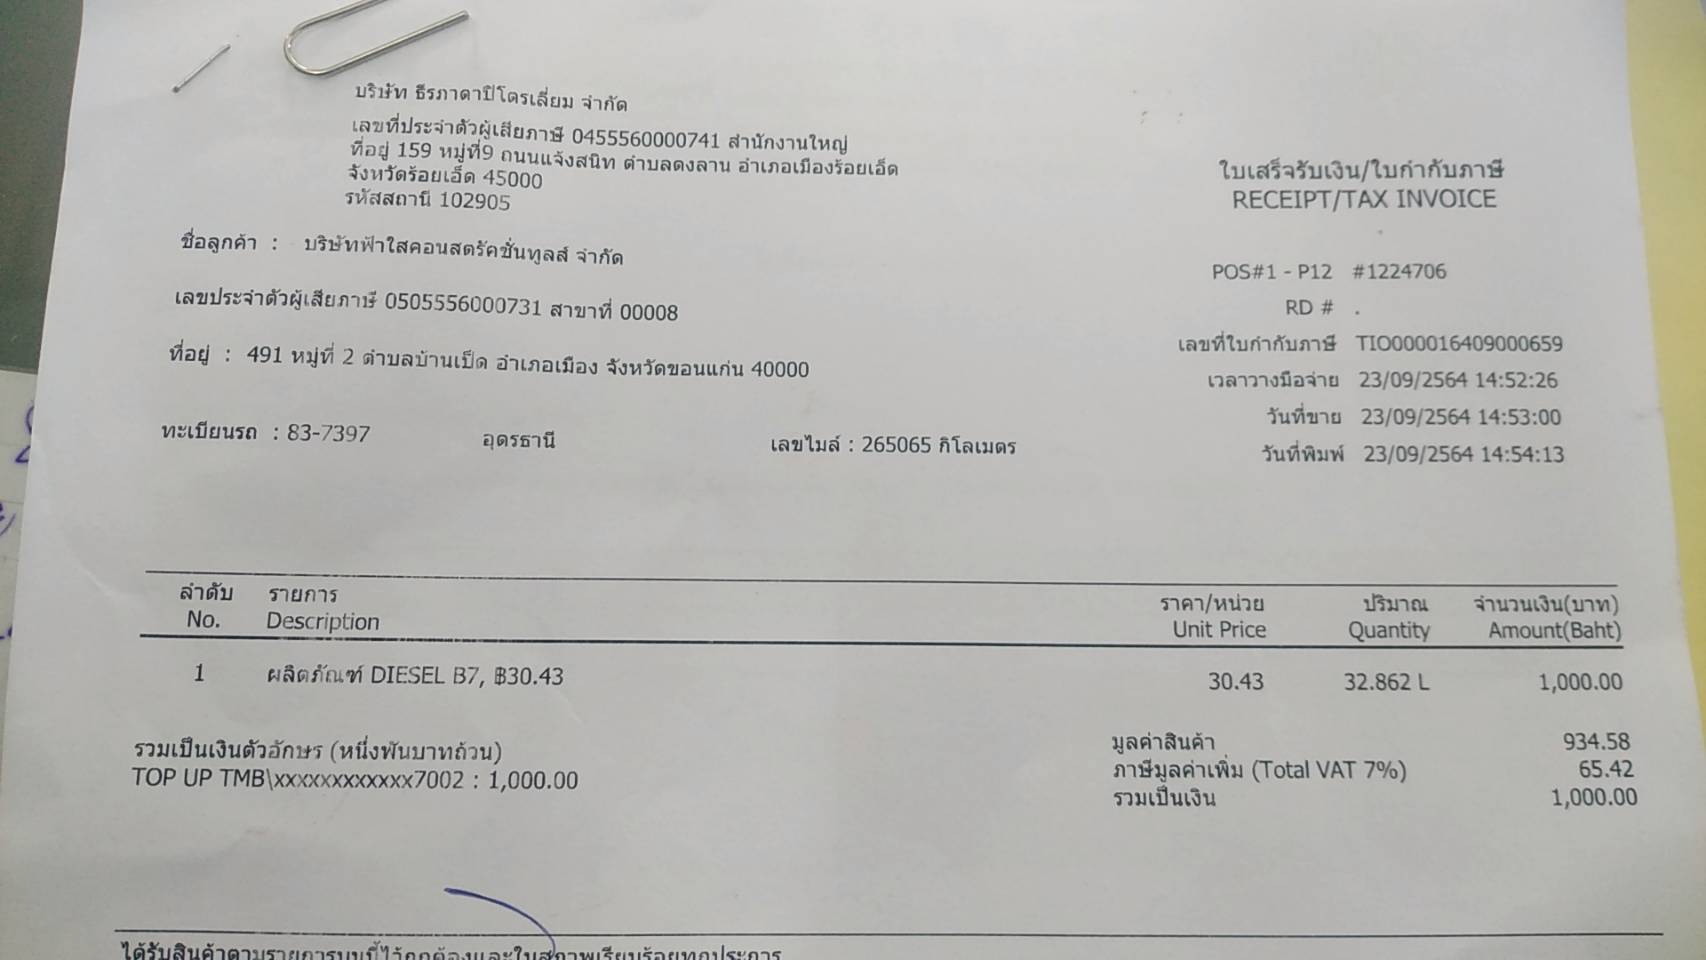 บริษัท ธีรภาดาปิโตรเลี่ยม จำกัด
เลขที่ประจำตัวผู้เสียภาษี 0455560000741 สำนักงานใหญ่
ที่อยู่ 159 หมู่ที่9 ถนนแจ้งสนิท ตำบลดงลาน อำเภอเมืองร้อยเอ็ด
จังหวัดร้อยเอ็ด 45000
รหัสสถานี 102905
ใบเสร็จรับเงิน/ใบกำกับภาษี
RECEIPT/TAX INVOICE
ชื่อลูกค้า : บริษัทฟ้าใสคอนสตรัคชั่นทูลส์ จำกัด
เลขประจำตัวผู้เสียภาษี 0505556000731 สาขาที่ 00008
ที่อยู่ : 491 หมู่ที่ 2 ตำบลบ้านเป็ด อำเภอเมือง จังหวัดขอนแก่น 40000
ทะเบียนรถ : 83-7397 อุดรธานี เลขไมล์ : 265065 กิโลเมตร
POS#1 - P12 #1224706
RD # .
เลขที่ใบกำกับภาษี TIO000016409000659
เวลาวางมือจ่าย 23/09/2564 14:52:26
วันที่ขาย 23/09/2564 14:53:00
วันที่พิมพ์ 23/09/2564 14:54:13
ลำดับ รายการ ราคา/หน่วย ปริมาณ จำนวนเงิน(บาท)
No. Description Unit Price Quantity Amount(Baht)
1 ผลิตภัณฑ์ DIESEL B7, ฿30.43 30.43 32.862 L 1,000.00
รวมเป็นเงินตัวอักษร (หนึ่งพันบาทถ้วน)
TOP UP TMB\xxxxxxxxxxxx7002 : 1,000.00
มูลค่าสินค้า 934.58
ภาษีมูลค่าเพิ่ม (Total VAT 7%) 65.42
รวมเป็นเงิน 1,000.00
ได้รับสินค้าตามรายการบนนี้ไว้ถูกต้องและในสภาพเรียบร้อยทุกประการ